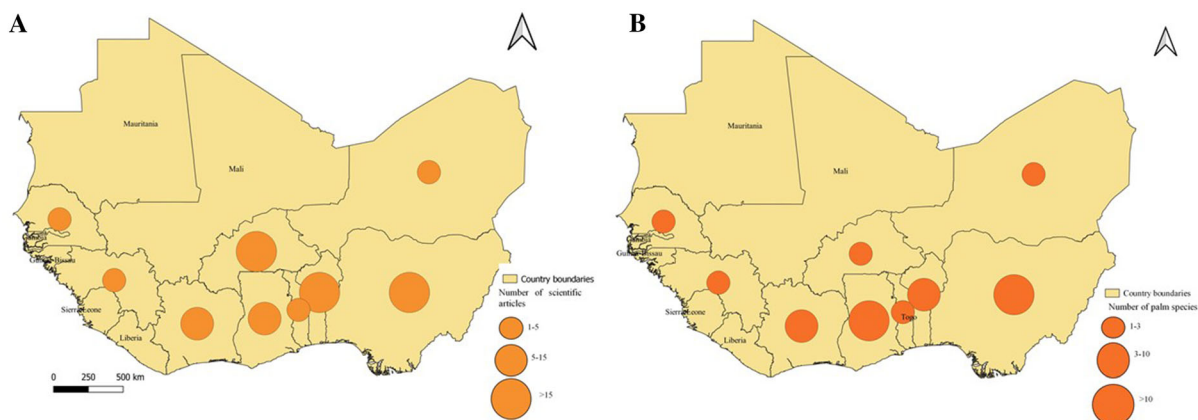 A
Mauritania
Mali
Gambia
Guinea-Bissau
Sierra Leone
Liberia
0 250 500 km
Country boundaries
Number of scientific
articles
1-5
5-15
>15
B
Mauritania
Mali
Gambia
Guinea-Bissau
Sierra Leone
Liberia
Togo
Country boundaries
Number of palm species
1-3
3-10
>10